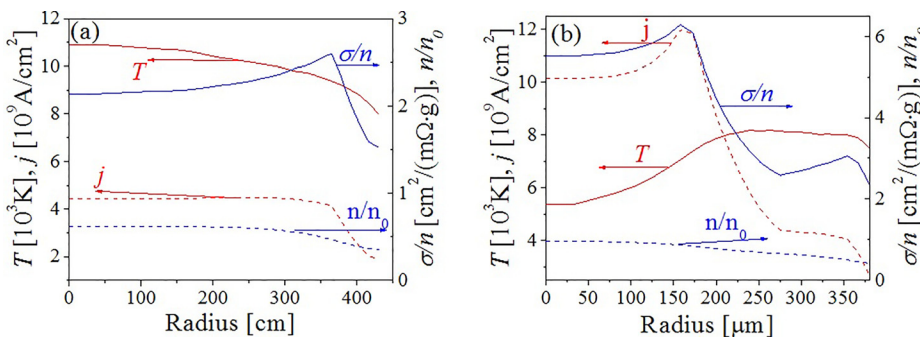 (a)
T [10³K], j [10⁹A/cm²]
12
10
8
6
4
2
3
2
1
0
σ/n [cm²/(mΩ·g)], n/n₀
σ/n
T
j
n/n₀
0 100 200 300 400
Radius [cm]
(b)
T [10³K], j [10⁹A/cm²]
12
10
8
6
4
6
4
2
0
σ/n [cm²/(mΩ·g)], n/n₀
j
σ/n
T
n/n₀
0 50 100 150 200 250 300 350
Radius [μm]